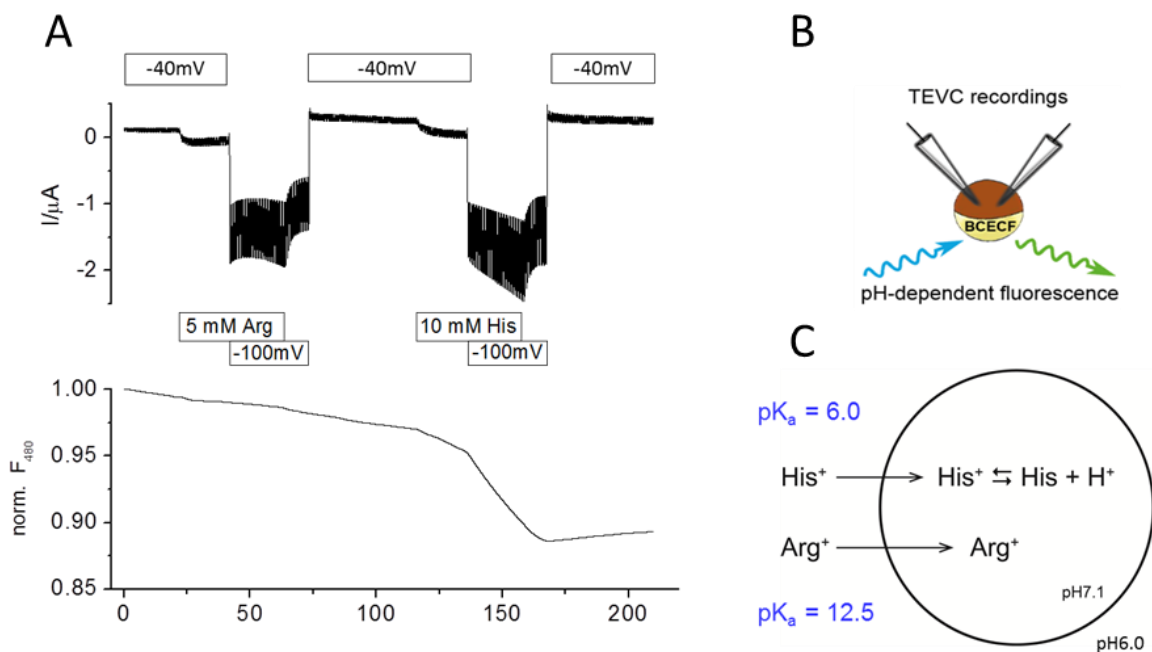 A
-40mV
-40mV
-40mV
0
-1
-2
I/μA
5 mM Arg
10 mM His
-100mV
-100mV
1.00
0.95
0.90
0.85
norm. F480
0
50
100
150
200
B
TEVC recordings
BCECF
pH-dependent fluorescence
C
pKa = 6.0
His+
His+ ⇆ His + H+
Arg+
Arg+
pH7.1
pKa = 12.5
pH6.0